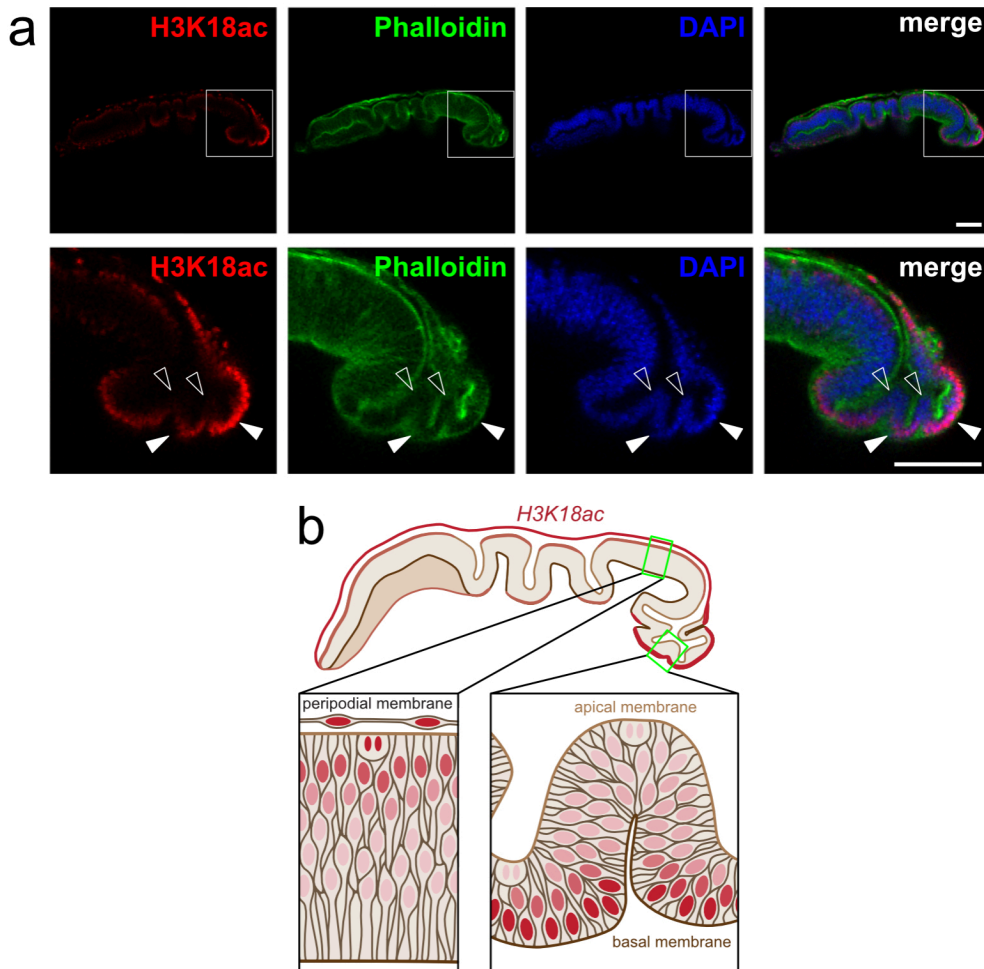 a
H3K18ac Phalloidin DAPI merge
H3K18ac Phalloidin DAPI merge
b
H3K18ac
peripodial membrane
apical membrane
basal membrane